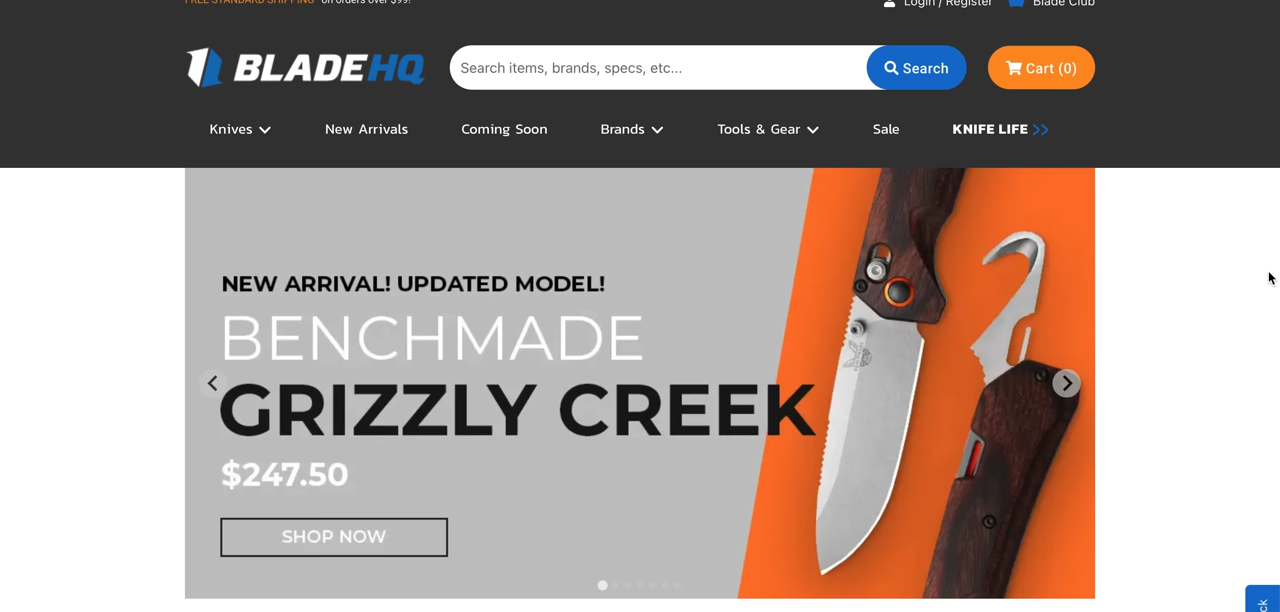 FREE STANDARD SHIPPING on orders over $99!
Login / Register
Blade Club
BLADEHQ
Search items, brands, specs, etc...
Search
Cart (0)
Knives
New Arrivals
Coming Soon
Brands
Tools & Gear
Sale
KNIFE LIFE >>
NEW ARRIVAL! UPDATED MODEL!
BENCHMADE
GRIZZLY CREEK
$247.50
SHOP NOW